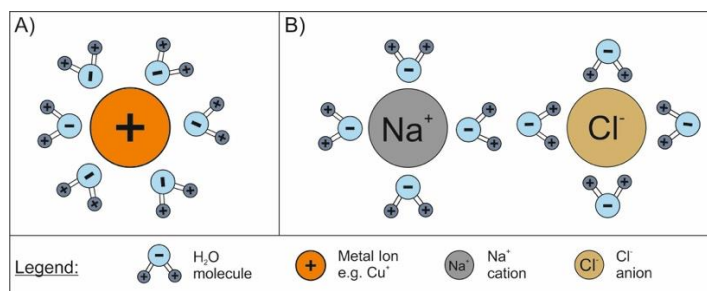 A)
B)
+
Na⁺
Cl⁻
Legend:
H₂O
molecule
+
Metal Ion
e.g. Cu⁺
Na⁺
Na⁺
cation
Cl⁻
Cl⁻
anion